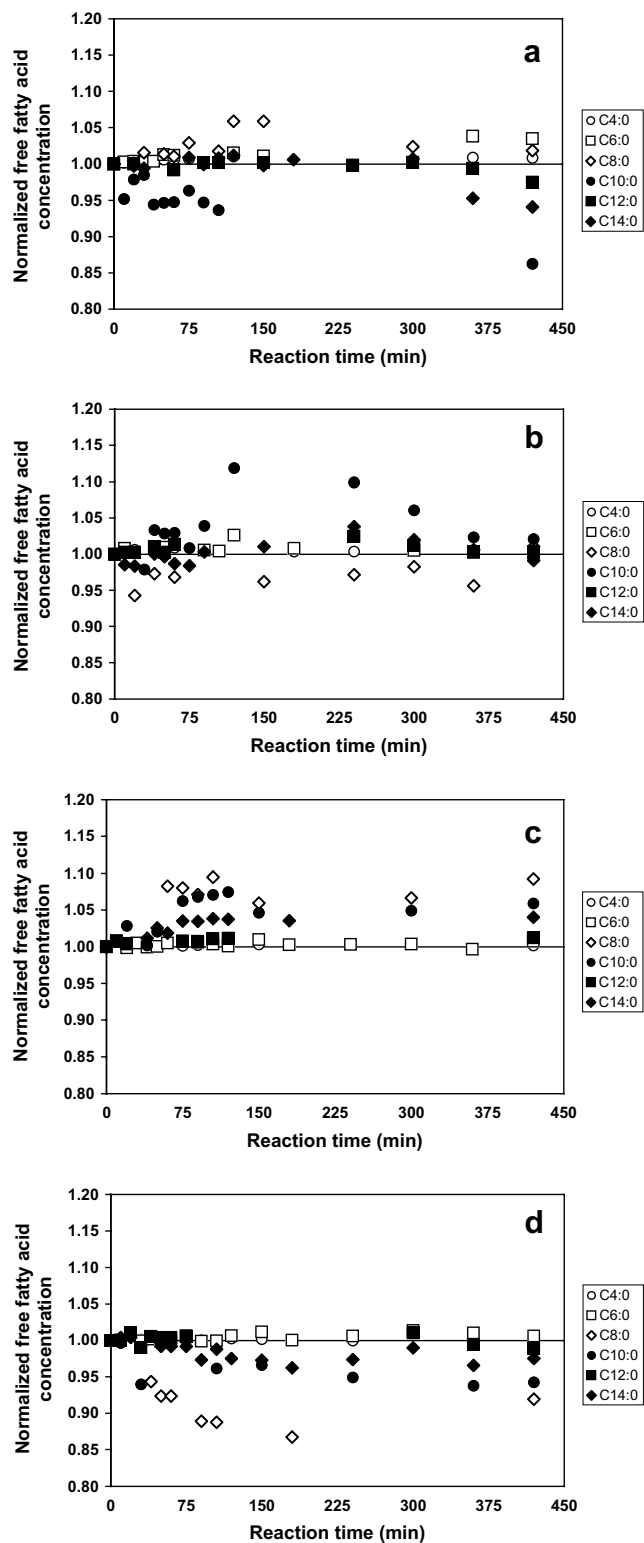 Normalized free fatty acid
concentration
1.20
1.15
1.10
1.05
1.00
0.95
0.90
0.85
0.80
a
0 75 150 225 300 375 450
Reaction time (min)
C4:0
C6:0
C8:0
C10:0
C12:0
C14:0
Normalized free fatty acid
concentration
1.20
1.15
1.10
1.05
1.00
0.95
0.90
0.85
0.80
b
0 75 150 225 300 375 450
Reaction time (min)
C4:0
C6:0
C8:0
C10:0
C12:0
C14:0
Normalized free fatty acid
concentration
1.20
1.15
1.10
1.05
1.00
0.95
0.90
0.85
0.80
c
0 75 150 225 300 375 450
Reaction time (min)
C4:0
C6:0
C8:0
C10:0
C12:0
C14:0
Normalized free fatty acid
concentration
1.20
1.15
1.10
1.05
1.00
0.95
0.90
0.85
0.80
d
0 75 150 225 300 375 450
Reaction time (min)
C4:0
C6:0
C8:0
C10:0
C12:0
C14:0